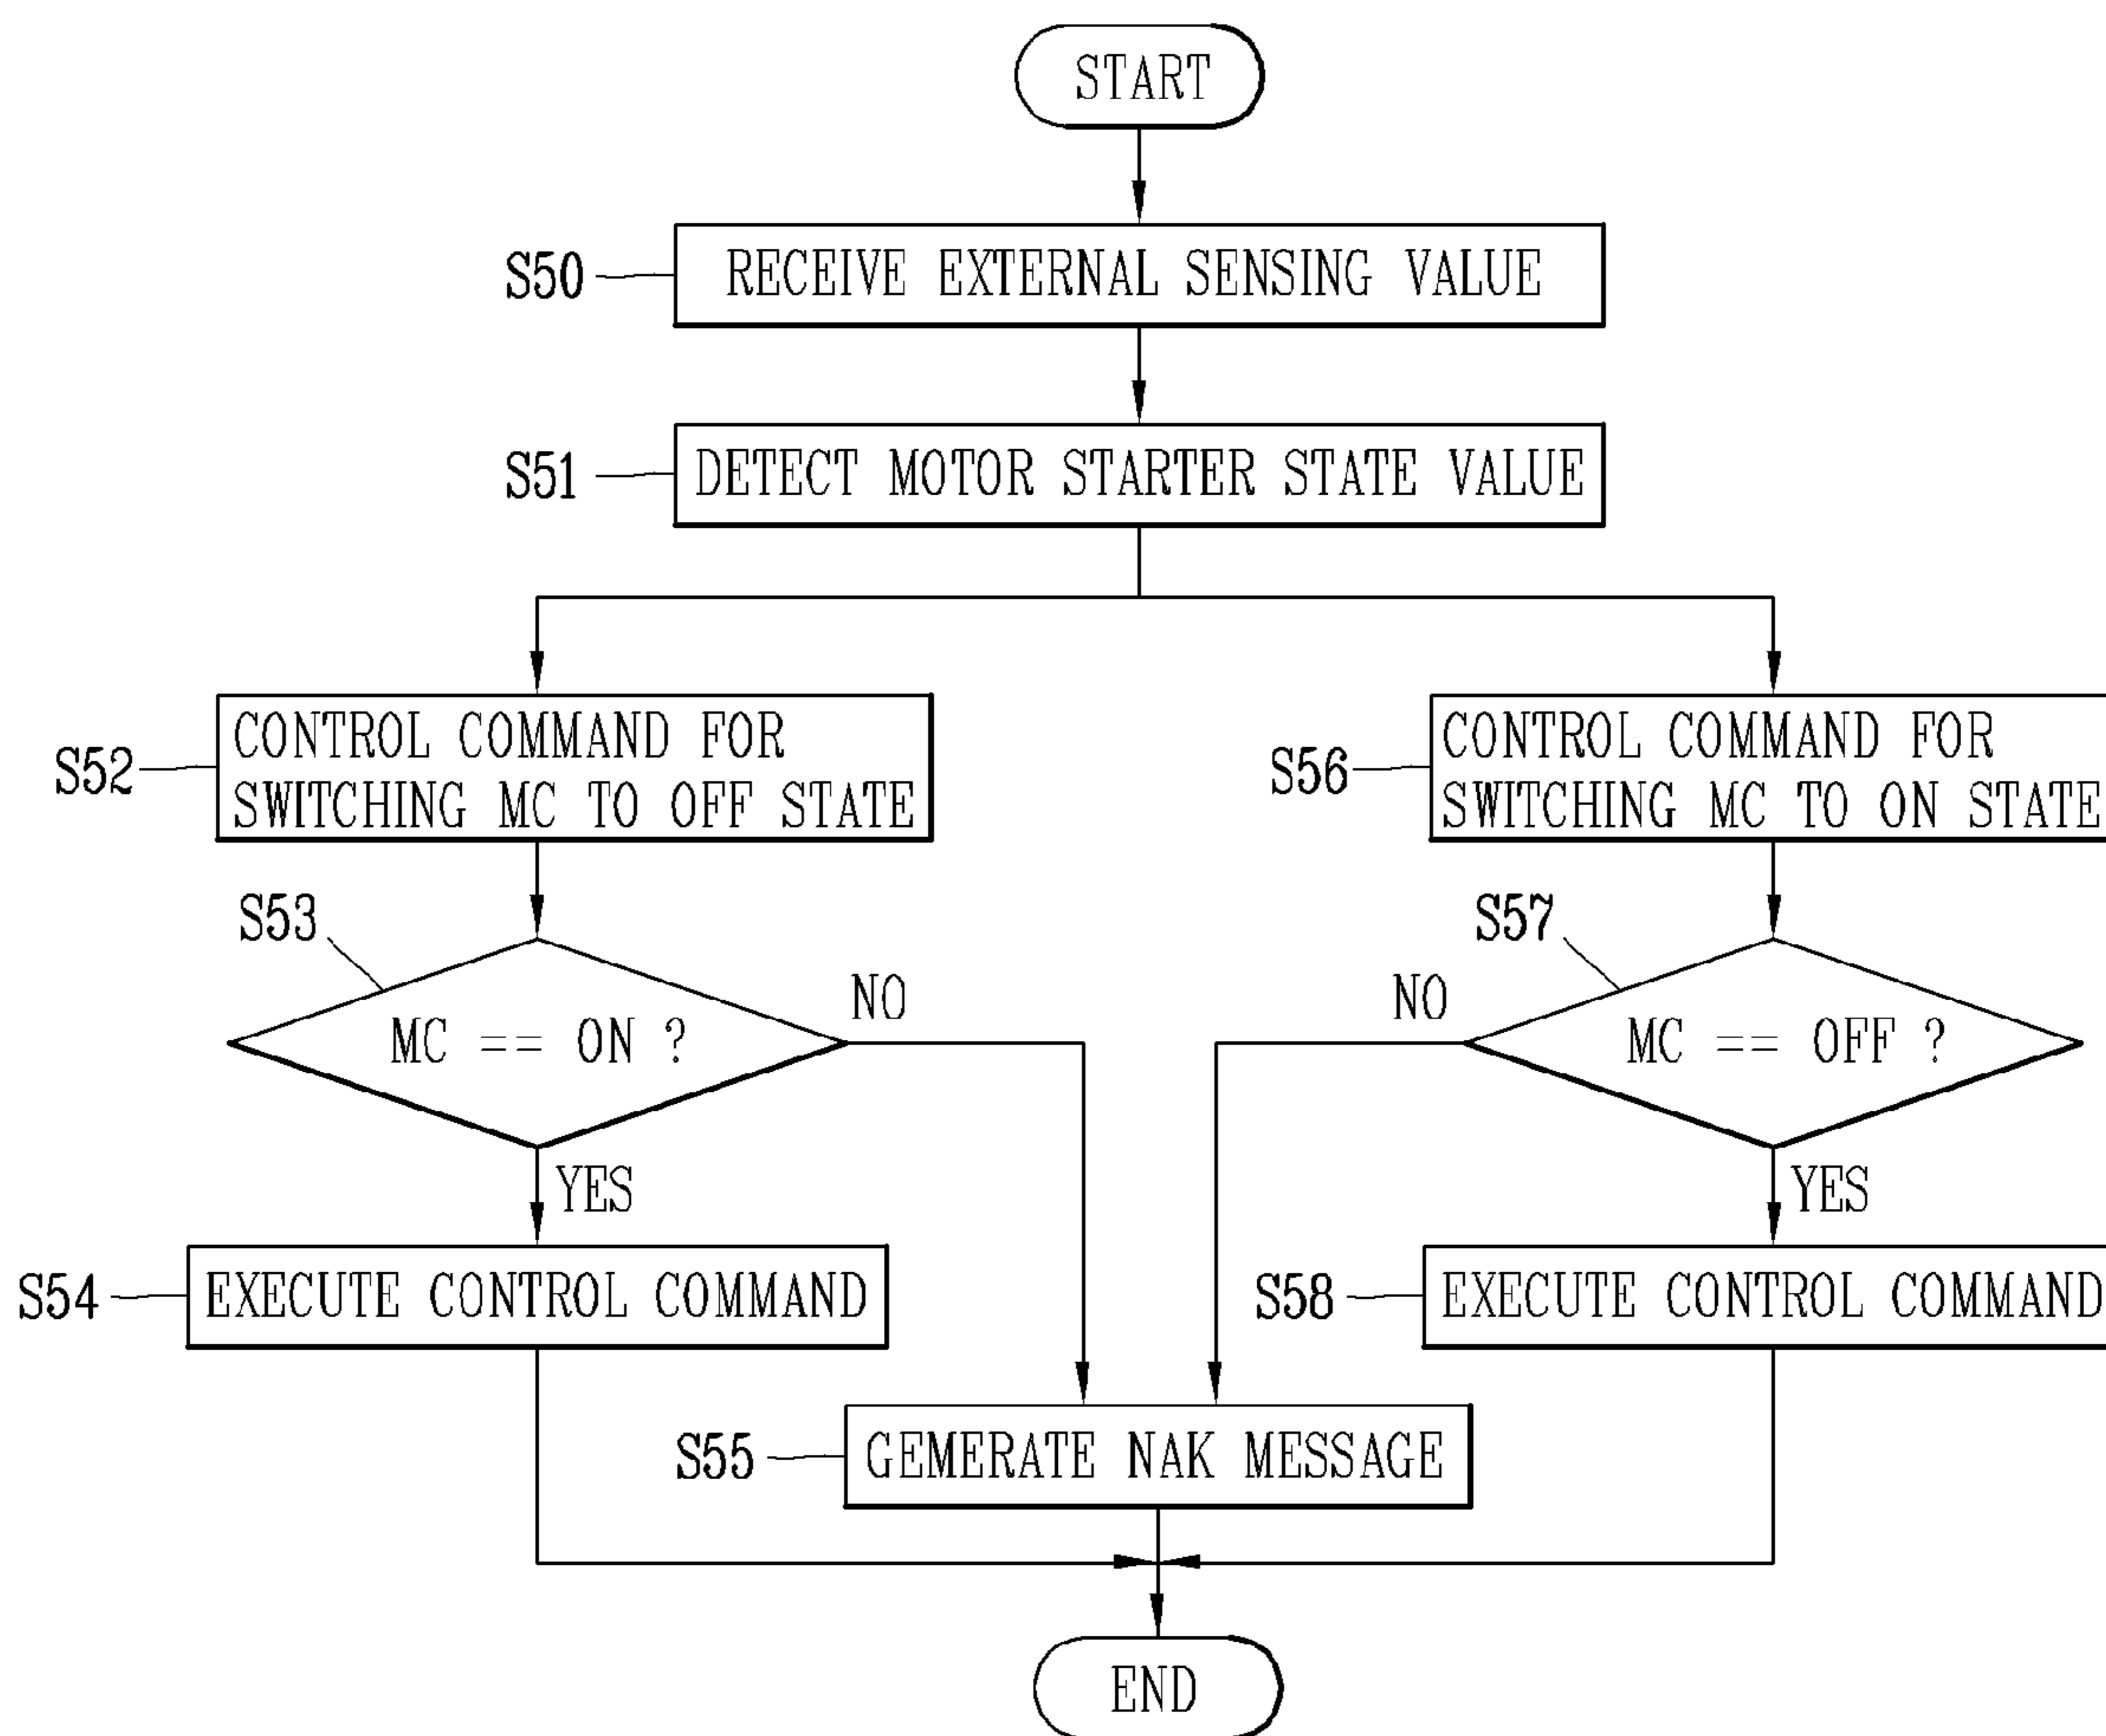 START
S50
RECEIVE EXTERNAL SENSING VALUE
S51
DETECT MOTOR STARTER STATE VALUE
S52
CONTROL COMMAND FOR
SWITCHING MC TO OFF STATE
S56
CONTROL COMMAND FOR
SWITCHING MC TO ON STATE
S53
MC == ON ?
NO
YES
S57
MC == OFF ?
NO
YES
S54
EXECUTE CONTROL COMMAND
S58
EXECUTE CONTROL COMMAND
S55
GEMERATE NAK MESSAGE
END